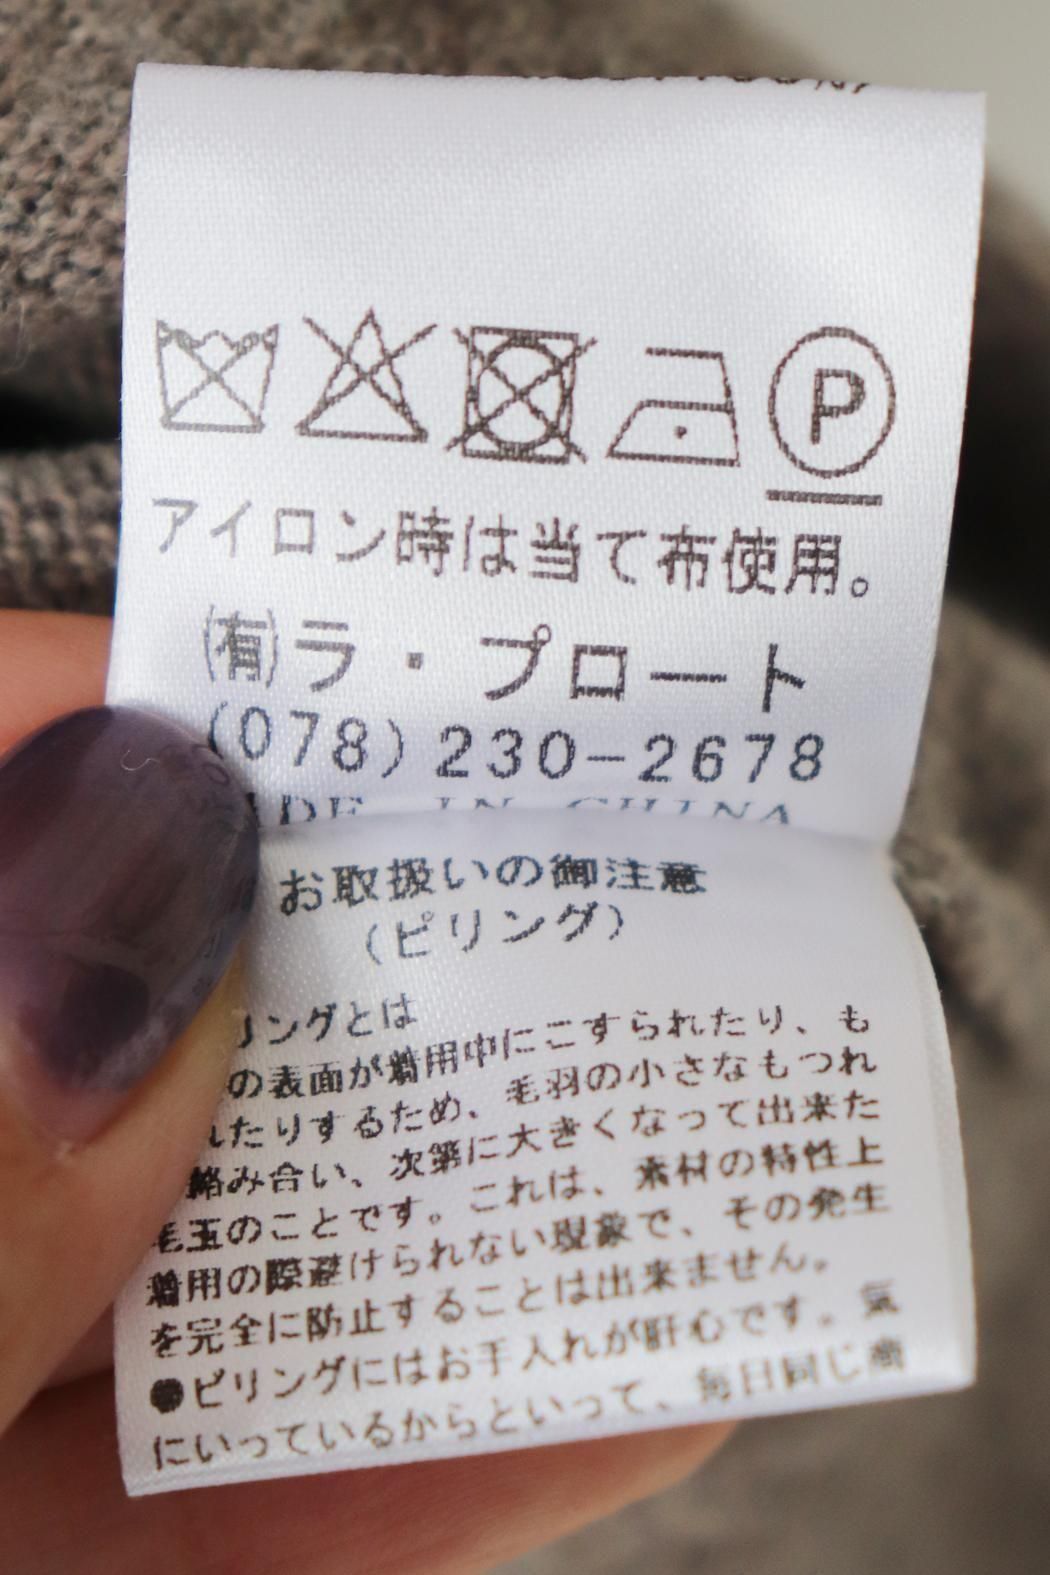 P
アイロン時は当て布使用。
(有)ラ・プロート
(078)230-2678
IN CHINA
お取扱いの御注意
(ピリング)
リングとは
の表面が着用中にこすられたり、も
たりするため、毛羽の小さなもつれ
絡み合い、次第に大きくなって出来た
毛玉のことです。これは、素材の特性上
着用の際避けられない現象で、その発生
を完全に防止することは出来ません。
●ピリングにはお手入れが肝心です。気
にいっているからといって、毎日同じ商